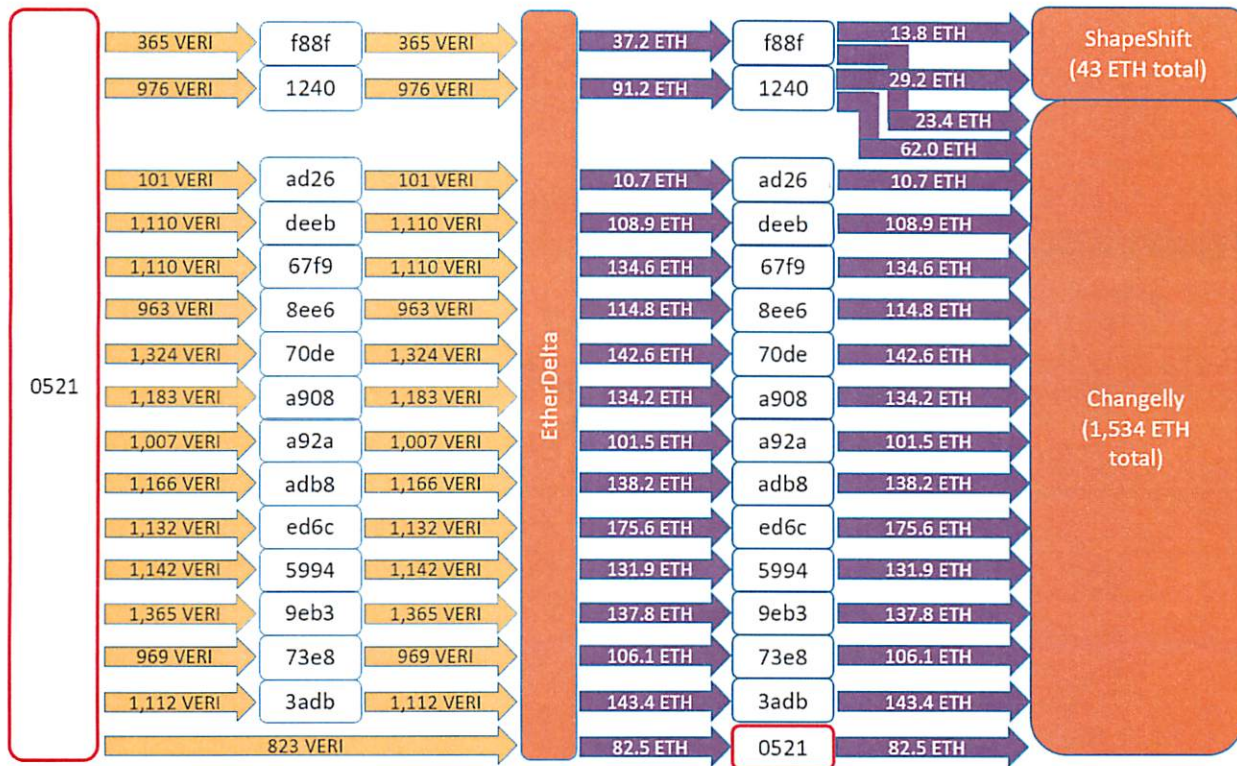 365 VERI f88f 365 VERI 37.2 ETH f88f 13.8 ETH
ShapeShift
(43 ETH total)
976 VERI 1240 976 VERI 91.2 ETH 1240 29.2 ETH
23.4 ETH
62.0 ETH
101 VERI ad26 101 VERI 10.7 ETH ad26 10.7 ETH
1,110 VERI deeb 1,110 VERI 108.9 ETH deeb 108.9 ETH
1,110 VERI 67f9 1,110 VERI 134.6 ETH 67f9 134.6 ETH
963 VERI 8ee6 963 VERI 114.8 ETH 8ee6 114.8 ETH
1,324 VERI 70de 1,324 VERI 142.6 ETH 70de 142.6 ETH
0521
EtherDelta
1,183 VERI a908 1,183 VERI 134.2 ETH a908 134.2 ETH
Changelly
(1,534 ETH
total)
1,007 VERI a92a 1,007 VERI 101.5 ETH a92a 101.5 ETH
1,166 VERI adb8 1,166 VERI 138.2 ETH adb8 138.2 ETH
1,132 VERI ed6c 1,132 VERI 175.6 ETH ed6c 175.6 ETH
1,142 VERI 5994 1,142 VERI 131.9 ETH 5994 131.9 ETH
1,365 VERI 9eb3 1,365 VERI 137.8 ETH 9eb3 137.8 ETH
969 VERI 73e8 969 VERI 106.1 ETH 73e8 106.1 ETH
1,112 VERI 3adb 1,112 VERI 143.4 ETH 3adb 143.4 ETH
823 VERI 82.5 ETH 0521 82.5 ETH